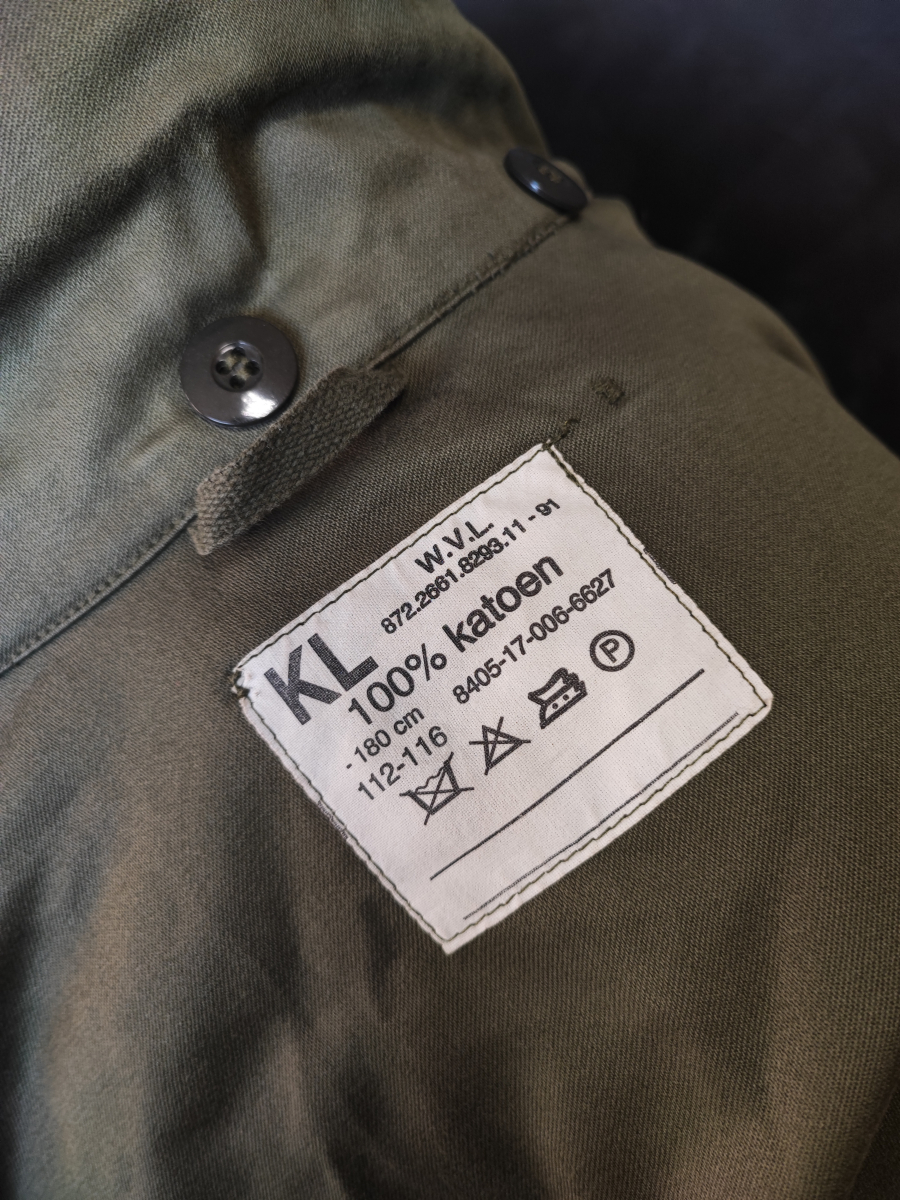 W.V.L.
872.2661.8293.11 - 91
KL
100% katoen
- 180 cm 8405-17-006-6627
112-116
P